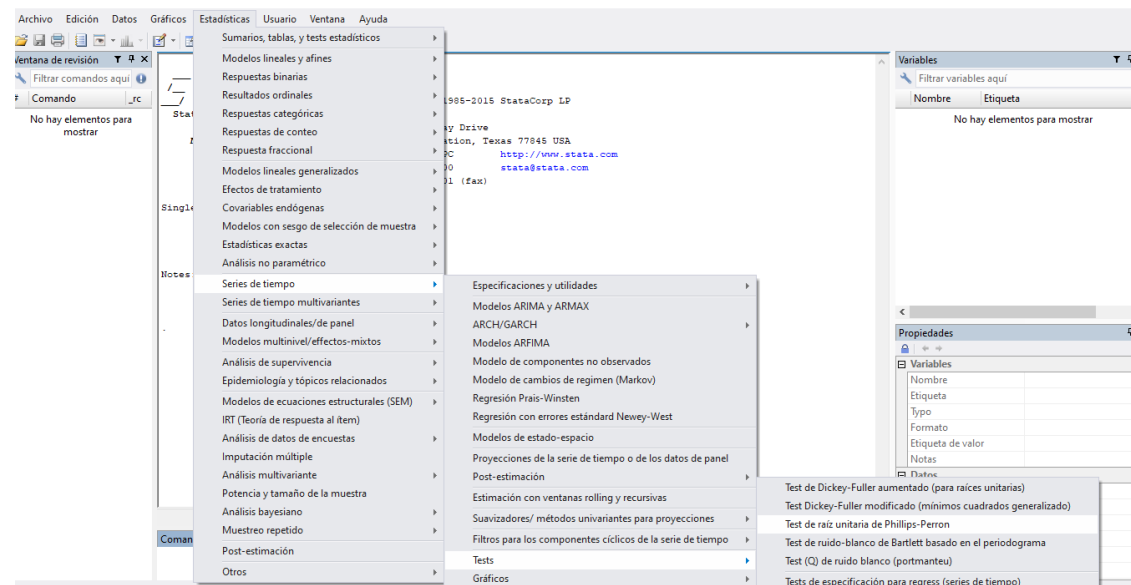 Archivo Edición Datos Gráficos Estadísticas Usuario Ventana Ayuda
Ventana de revisión
Filtrar comandos aquí
Comando _rc
No hay elementos para
mostrar
Sumarios, tablas, y tests estadísticos
Modelos lineales y afines
Respuestas binarias
Resultados ordinales
Respuestas categóricas
Respuestas de conteo
Respuesta fraccional
Modelos lineales generalizados
Efectos de tratamiento
Covariables endógenas
Modelos con sesgo de selección de muestra
Estadísticas exactas
Análisis no paramétrico
Series de tiempo
Series de tiempo multivariantes
Datos longitudinales/de panel
Modelos multinivel/effectos-mixtos
Análisis de supervivencia
Epidemiología y tópicos relacionados
Modelos de ecuaciones estructurales (SEM)
IRT (Teoría de respuesta al ítem)
Análisis de datos de encuestas
Imputación múltiple
Análisis multivariante
Potencia y tamaño de la muestra
Análisis bayesiano
Muestreo repetido
Post-estimación
Otros
Stat
Single
Notes:
Coman
1985-2015 StataCorp LP
ay Drive
ation, Texas 77845 USA
PC http://www.stata.com
00 stata@stata.com
01 (fax)
Especificaciones y utilidades
Modelos ARIMA y ARMAX
ARCH/GARCH
Modelos ARFIMA
Modelo de componentes no observados
Modelo de cambios de regimen (Markov)
Regresión Prais-Winsten
Regresión con errores estándard Newey-West
Modelos de estado-espacio
Proyecciones de la serie de tiempo o de los datos de panel
Post-estimación
Estimación con ventanas rolling y recursivas
Suavizadores/ métodos univariantes para proyecciones
Filtros para los componentes cíclicos de la serie de tiempo
Tests
Gráficos
Test de Dickey-Fuller aumentado (para raíces unitarias)
Test Dickey-Fuller modificado (mínimos cuadrados generalizado)
Test de raíz unitaria de Phillips-Perron
Test de ruido-blanco de Bartlett basado en el periodograma
Test (Q) de ruido blanco (portmanteu)
Tests de especificación para regress (series de tiempo)
Variables
Filtrar variables aquí
Nombre Etiqueta
No hay elementos para mostrar
Propiedades
Variables
Nombre
Etiqueta
Typo
Formato
Etiqueta de valor
Notas
Datos